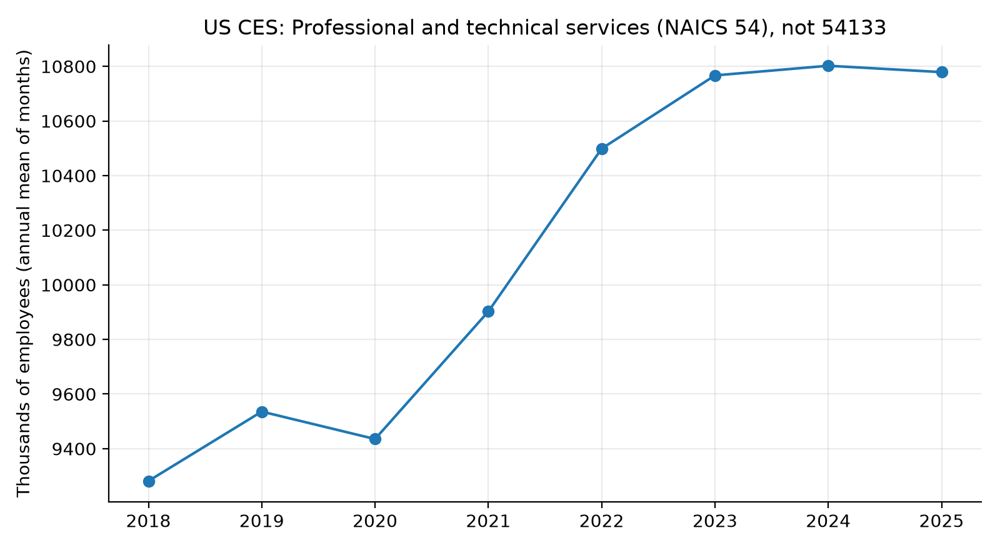 US CES: Professional and technical services (NAICS 54), not 54133
Thousands of employees (annual mean of months)
10800
10600
10400
10200
10000
9800
9600
9400
2018 2019 2020 2021 2022 2023 2024 2025